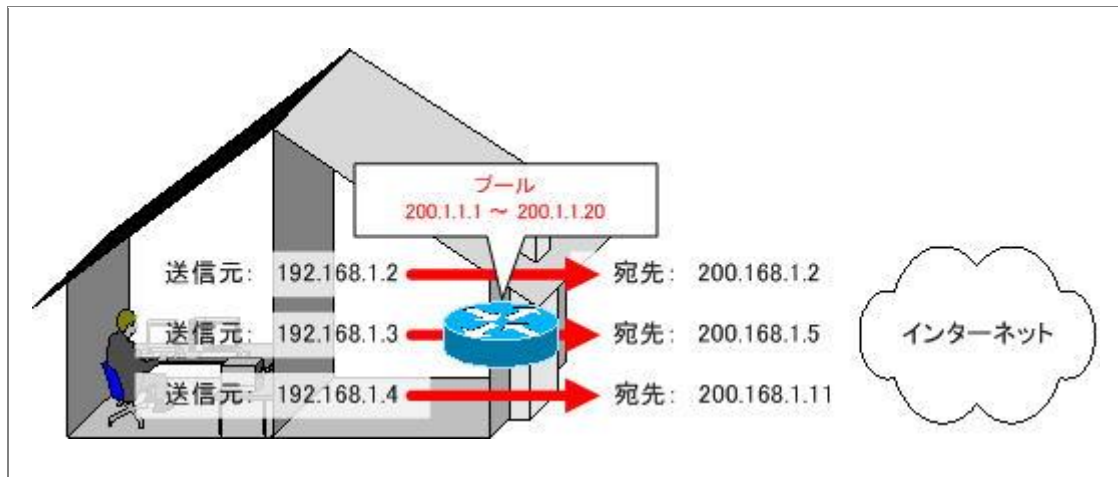 プール
200.1.1.1 ～ 200.1.1.20
送信元： 192.168.1.2 宛先： 200.168.1.2
送信元： 192.168.1.3 宛先： 200.168.1.5
送信元： 192.168.1.4 宛先： 200.168.1.11
インターネット